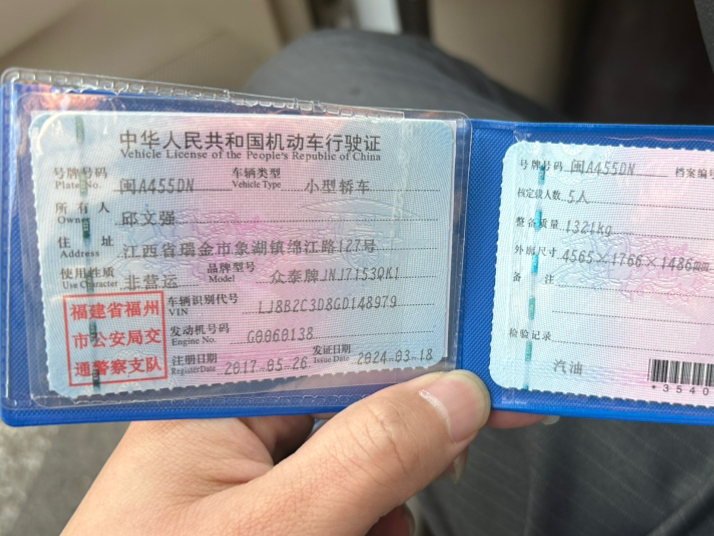 中华人民共和国机动车行驶证
Vehicle License of the People's Republic of China
号牌号码 Plate No. 闽A455DN 车辆类型 Vehicle Type 小型轿车
所有人 Owner 邱文强
住址 Address 江西省瑞金市象湖镇绵江路127号
使用性质 Use Character 非营运 品牌型号 Model 众泰牌JNJ7153QK1
福建省福州
市公安局交
通警察支队
车辆识别代号 VIN LJ8B2C3D8GD148979
发动机号码 Engine No. G0060138
注册日期 Register Date 2017-05-26 发证日期 Issue Date 2024-03-18
号牌号码 闽A455DN 档案编号
核定载人数 5人
整备质量 1321kg
外廓尺寸 4565×1766×1486mm
备注
检验记录
汽油
*3540